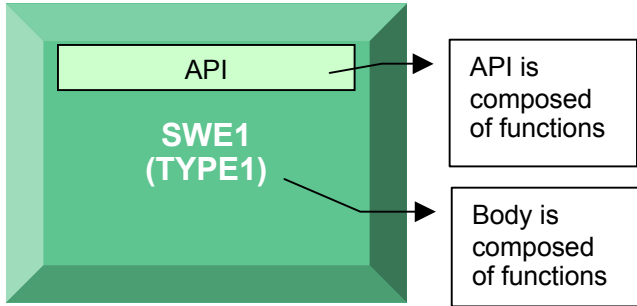 API
SWE1
(TYPE1)
API is
composed
of functions
Body is
composed
of functions